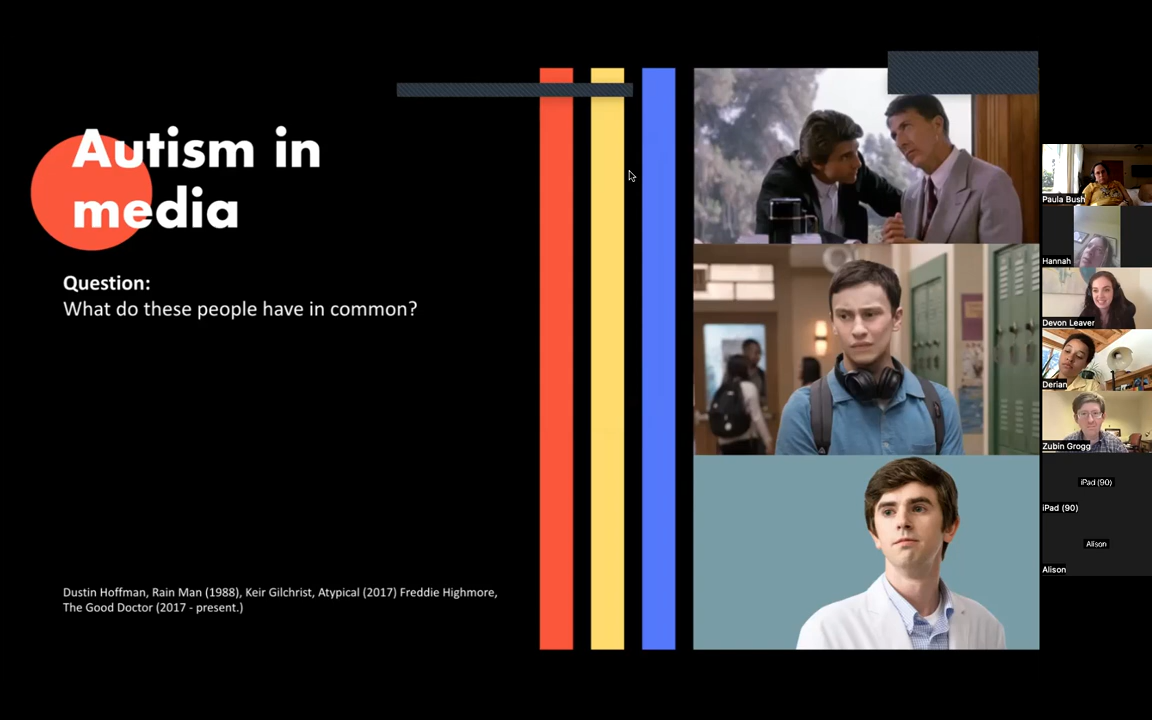 Autism in
media
Question:
What do these people have in common?
Dustin Hoffman, Rain Man (1988), Keir Gilchrist, Atypical (2017) Freddie Highmore,
The Good Doctor (2017 - present.)
Paula Bush
Hannah
Devon Leaver
Derian
Zubin Grogg
iPad (90)
iPad (90)
Alison
Alison